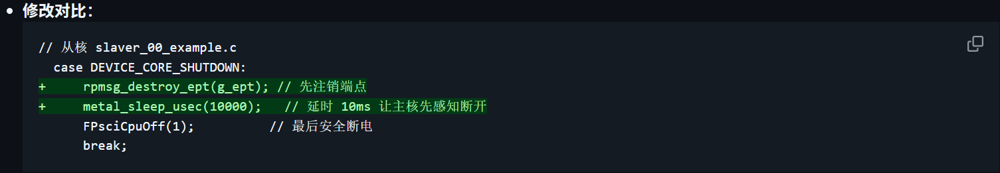 修改对比：
// 从核 slaver_00_example.c
  case DEVICE_CORE_SHUTDOWN:
+     rpmsg_destroy_ept(g_ept); // 先注销端点
+     metal_sleep_usec(10000);   // 延时 10ms 让主核先感知断开
      FPsciCpuOff(1);          // 最后安全断电
      break;